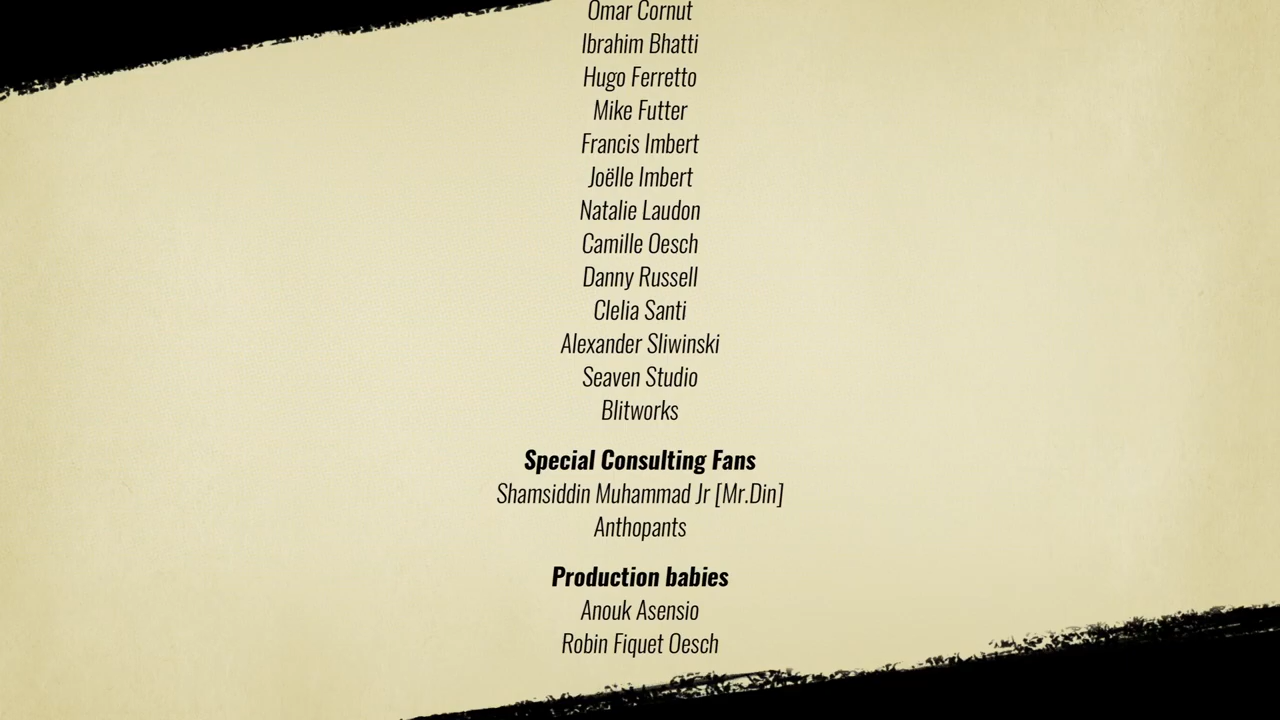 Omar Cornut
Ibrahim Bhatti
Hugo Ferretto
Mike Futter
Francis Imbert
Joëlle Imbert
Natalie Laudon
Camille Oesch
Danny Russell
Clelia Santi
Alexander Sliwinski
Seaven Studio
Blitworks
Special Consulting Fans
Shamsiddin Muhammad Jr [Mr.Din]
Anthopants
Production babies
Anouk Asensio
Robin Fiquet Oesch